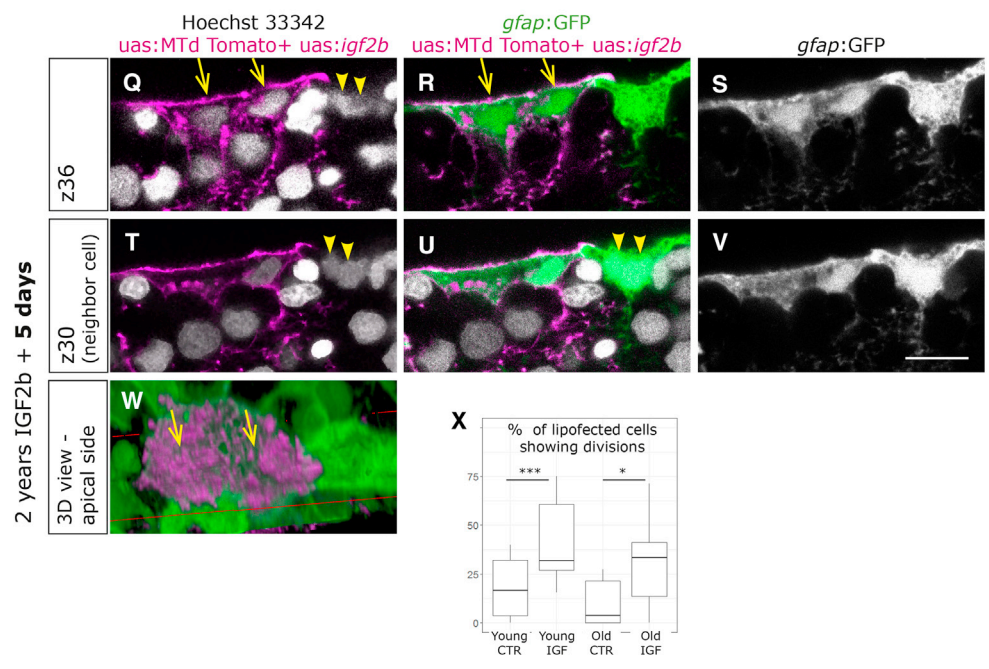 Hoechst 33342
uas:MTd Tomato+ uas:igf2b
gfap:GFP
uas:MTd Tomato+ uas:igf2b
gfap:GFP
2 years IGF2b + 5 days
z36
Q
R
S
z30
(neighbor cell)
T
U
V
3D view -
apical side
W
X
% of lipofected cells
showing divisions
*** *
75
50
25
0
Young CTR
Young IGF
Old CTR
Old IGF